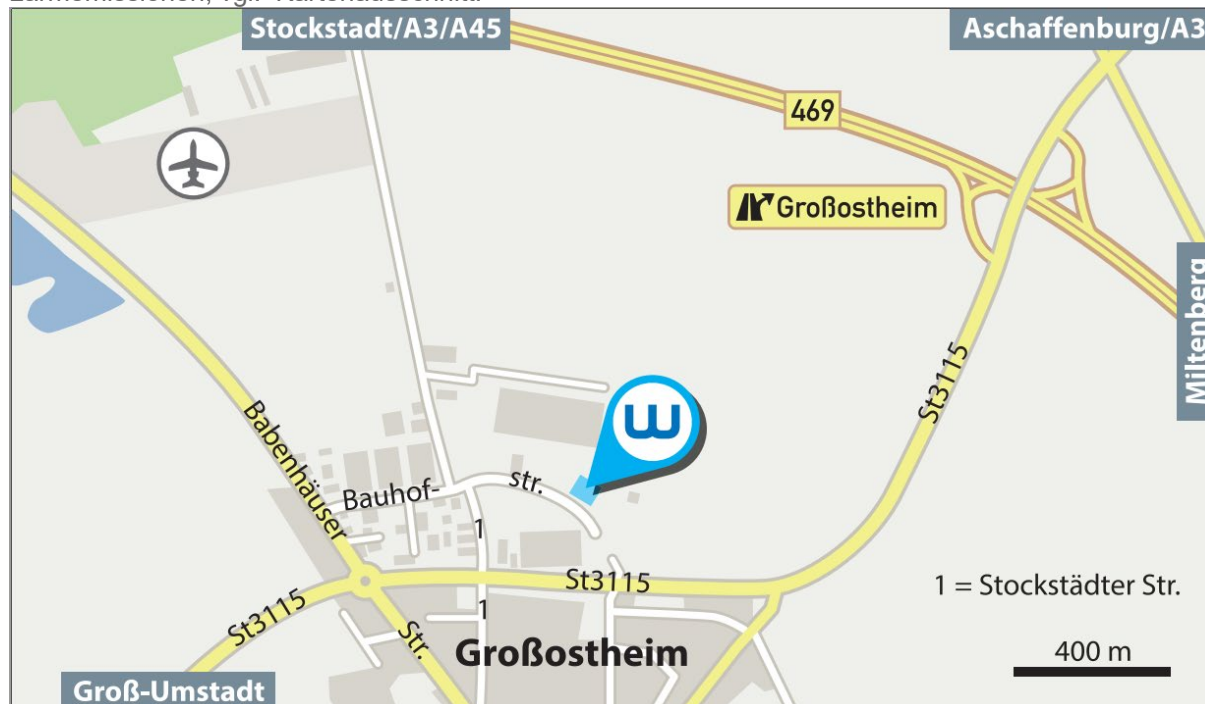 Stockstadt/A3/A45
Aschaffenburg/A3
469
Großostheim
Miltenberg
St3115
Babenhäuser
Bauhof-
str.
1
St3115
1 = Stockstädter Str.
St3115
1
Str.
Großostheim
400 m
Groß-Umstadt